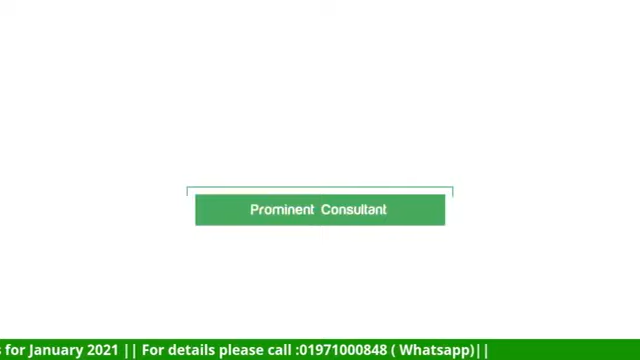 Prominent Consultant
for January 2021 || For details please call :01971000848 ( Whatsapp)||